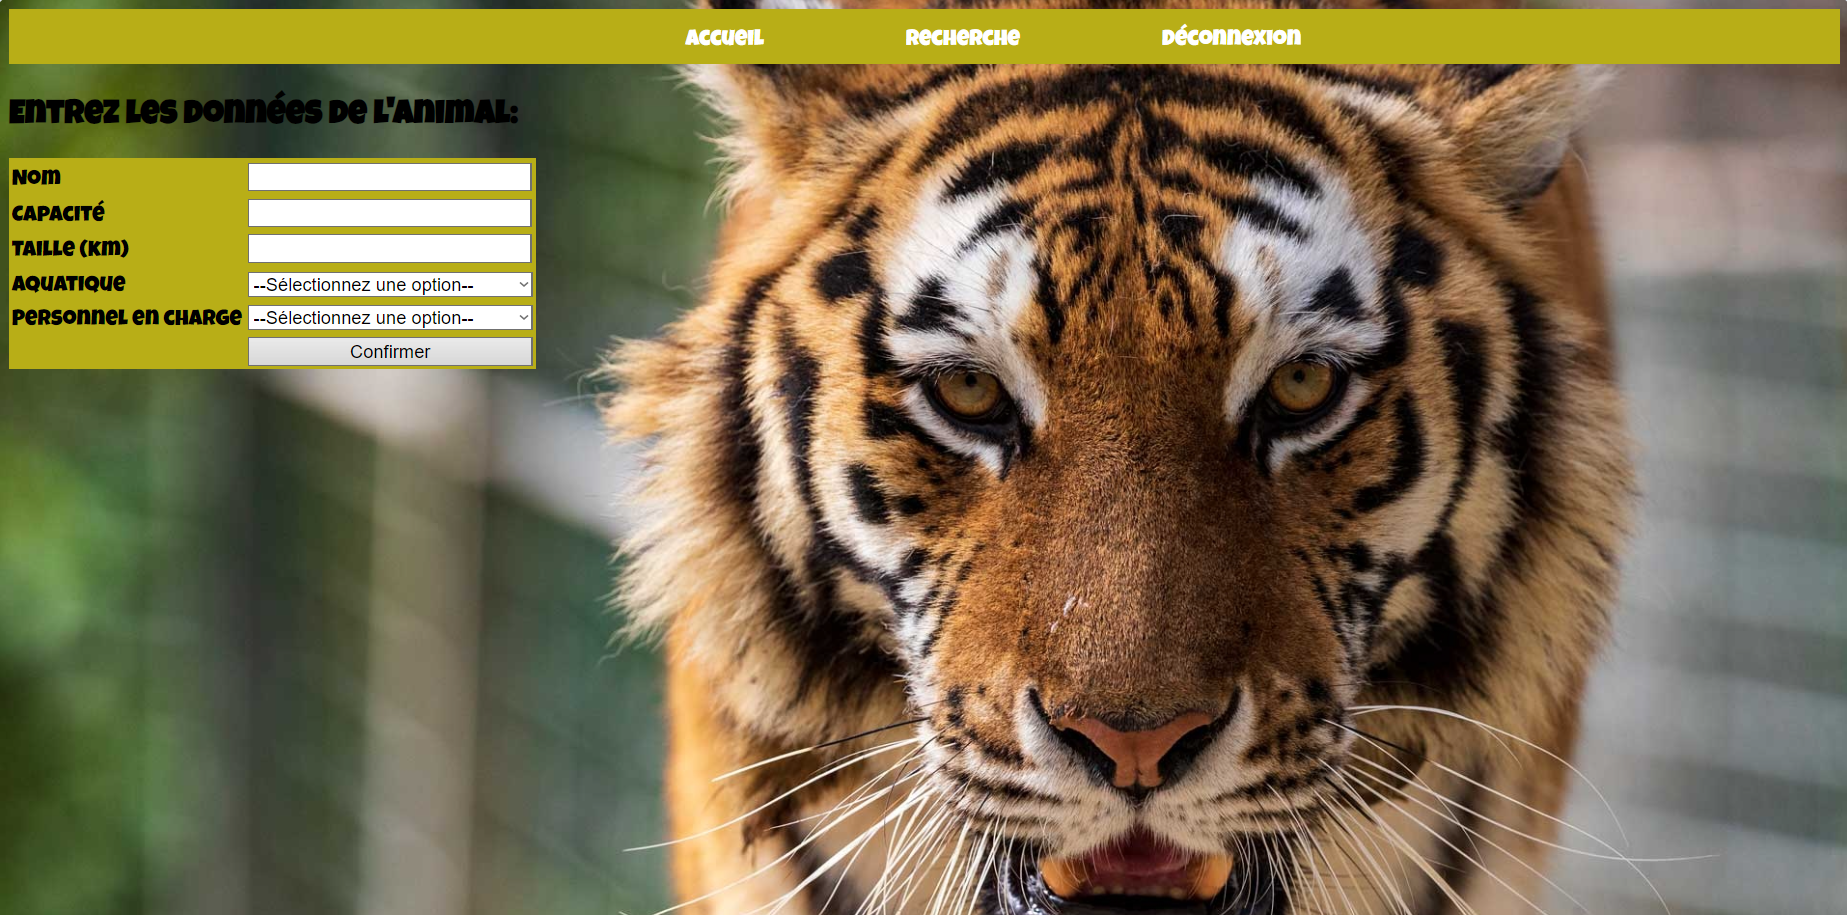 Accueil Recherche Déconnexion
Entrez les données de l'animal:
Nom
Capacité
Taille (km)
Aquatique --Sélectionnez une option--
Personnel en charge --Sélectionnez une option--
Confirmer